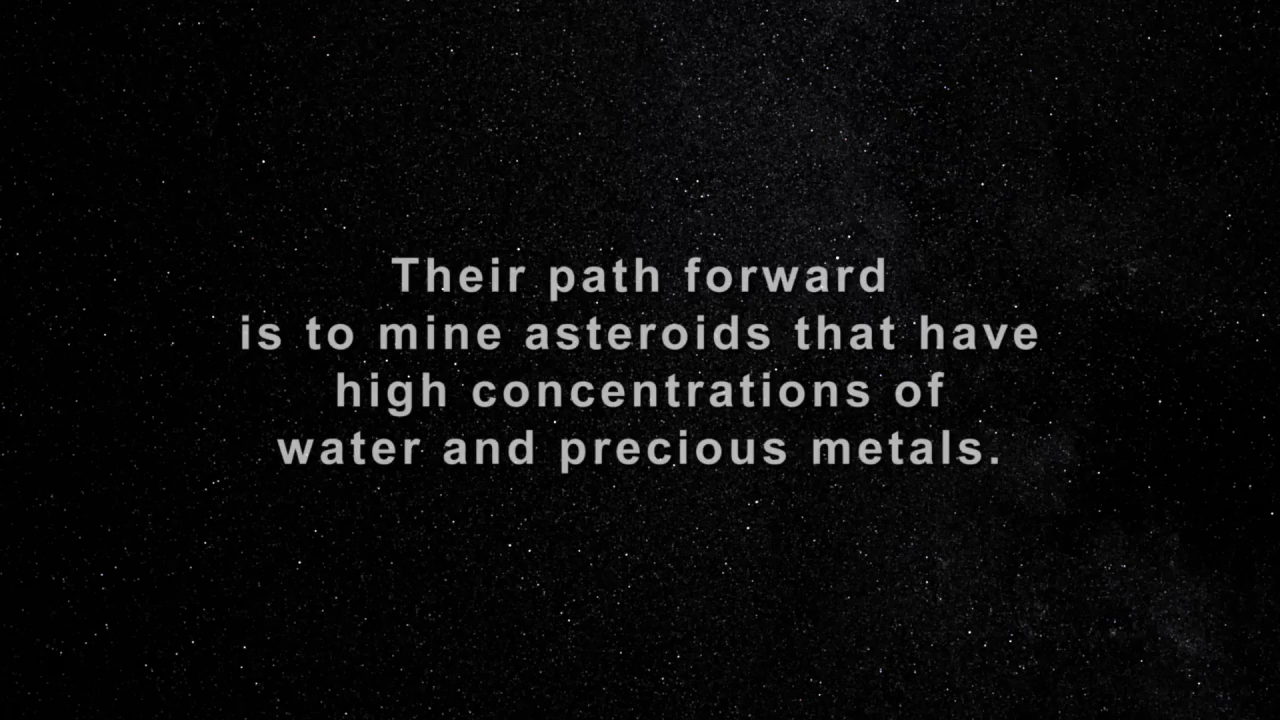 Their path forward
is to mine asteroids that have
high concentrations of
water and precious metals.